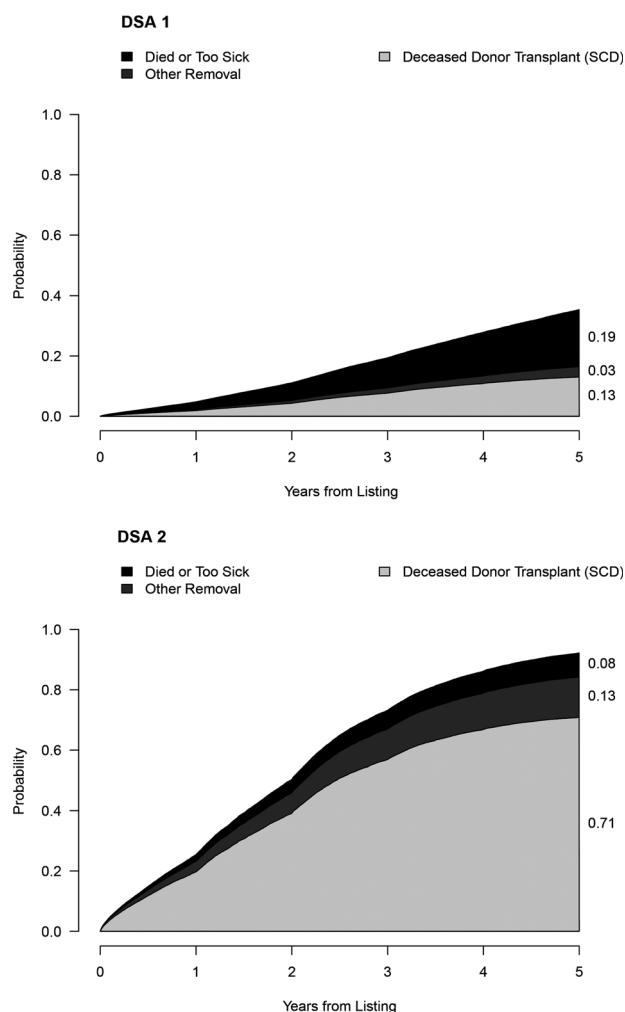 DSA 1
Died or Too Sick
Deceased Donor Transplant (SCD)
Other Removal
Probability
1.0
0.8
0.6
0.4
0.2
0.0
0.19
0.03
0.13
0 1 2 3 4 5
Years from Listing
DSA 2
Died or Too Sick
Deceased Donor Transplant (SCD)
Other Removal
Probability
1.0
0.8
0.6
0.4
0.2
0.0
0.08
0.13
0.71
0 1 2 3 4 5
Years from Listing